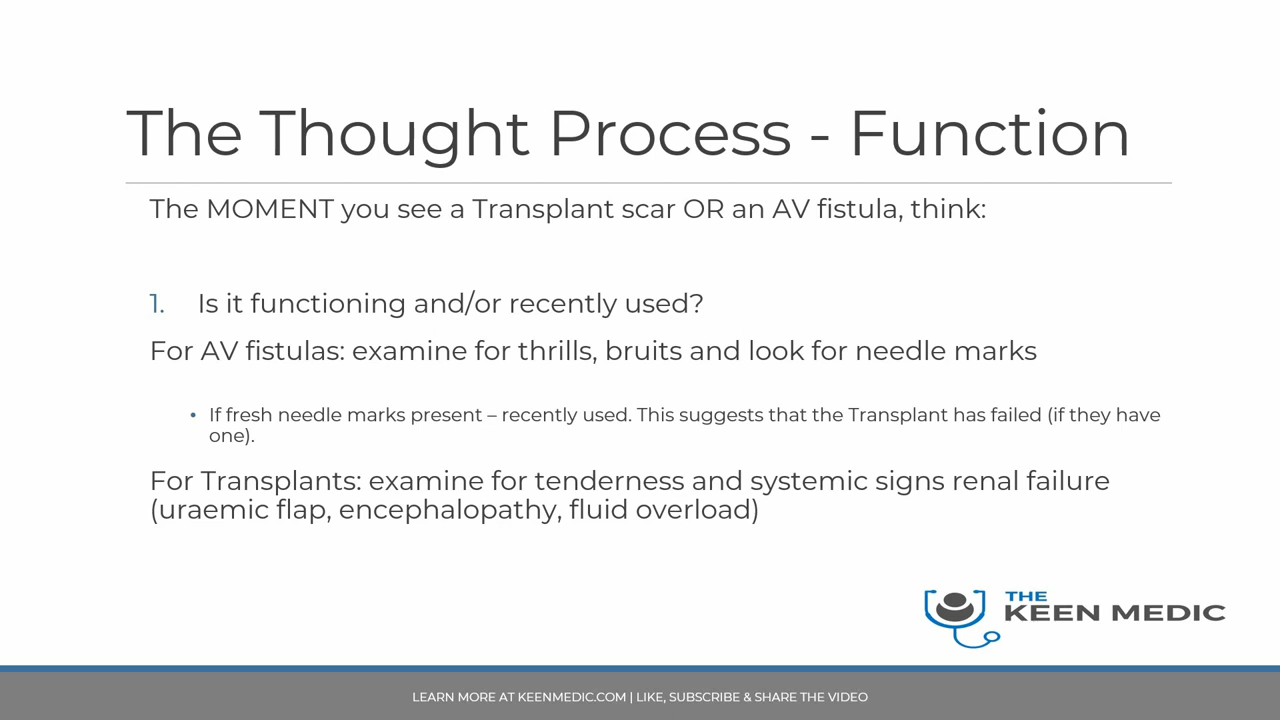 The Thought Process - Function
The MOMENT you see a Transplant scar OR an AV fistula, think:
1. Is it functioning and/or recently used?
For AV fistulas: examine for thrills, bruits and look for needle marks
• If fresh needle marks present – recently used. This suggests that the Transplant has failed (if they have
one).
For Transplants: examine for tenderness and systemic signs renal failure
(uraemic flap, encephalopathy, fluid overload)
THE
KEEN MEDIC
LEARN MORE AT KEENMEDIC.COM | LIKE, SUBSCRIBE & SHARE THE VIDEO